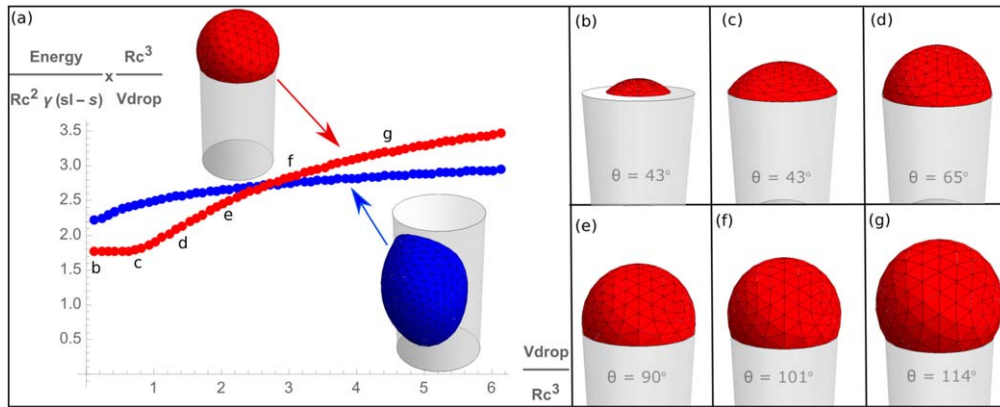 (a)
Energy
Rc² γ (sl – s)
x
Rc³
Vdrop
3.5
3.0
2.5
2.0
1.5
1.0
0.5
b
c
d
e
f
g
1 2 3 4 5 6
Vdrop
Rc³
(b)
θ = 43°
(c)
θ = 43°
(d)
θ = 65°
(e)
θ = 90°
(f)
θ = 101°
(g)
θ = 114°